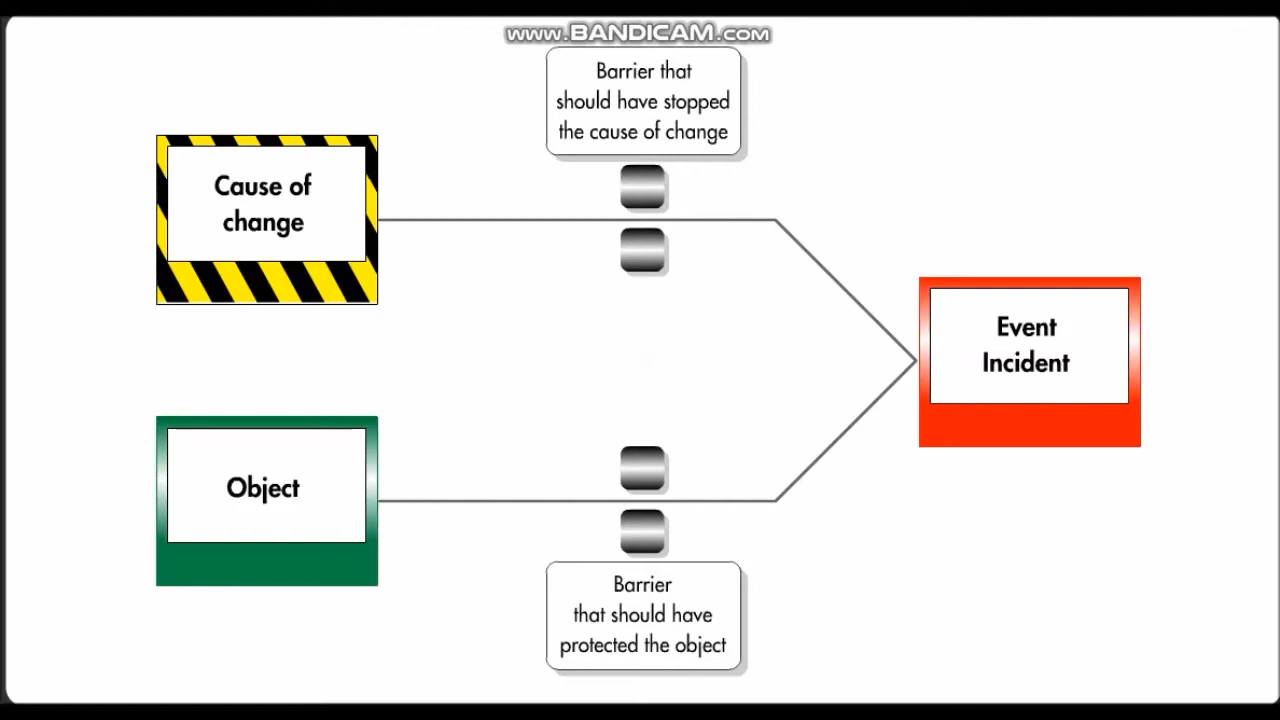 www.BANDICAM.com
Barrier that
should have stopped
the cause of change
Cause of
change
Event
Incident
Object
Barrier
that should have
protected the object